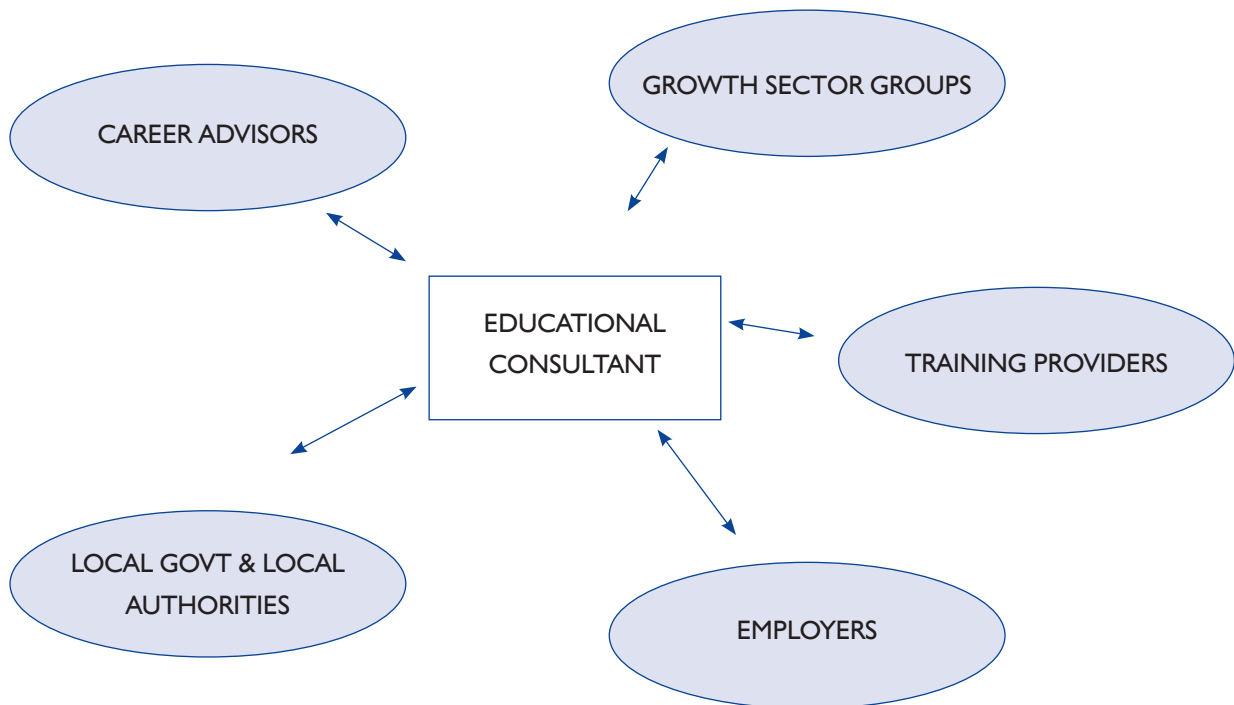 GROWTH SECTOR GROUPS
CAREER ADVISORS
EDUCATIONAL
CONSULTANT
TRAINING PROVIDERS
LOCAL GOVT & LOCAL
AUTHORITIES
EMPLOYERS